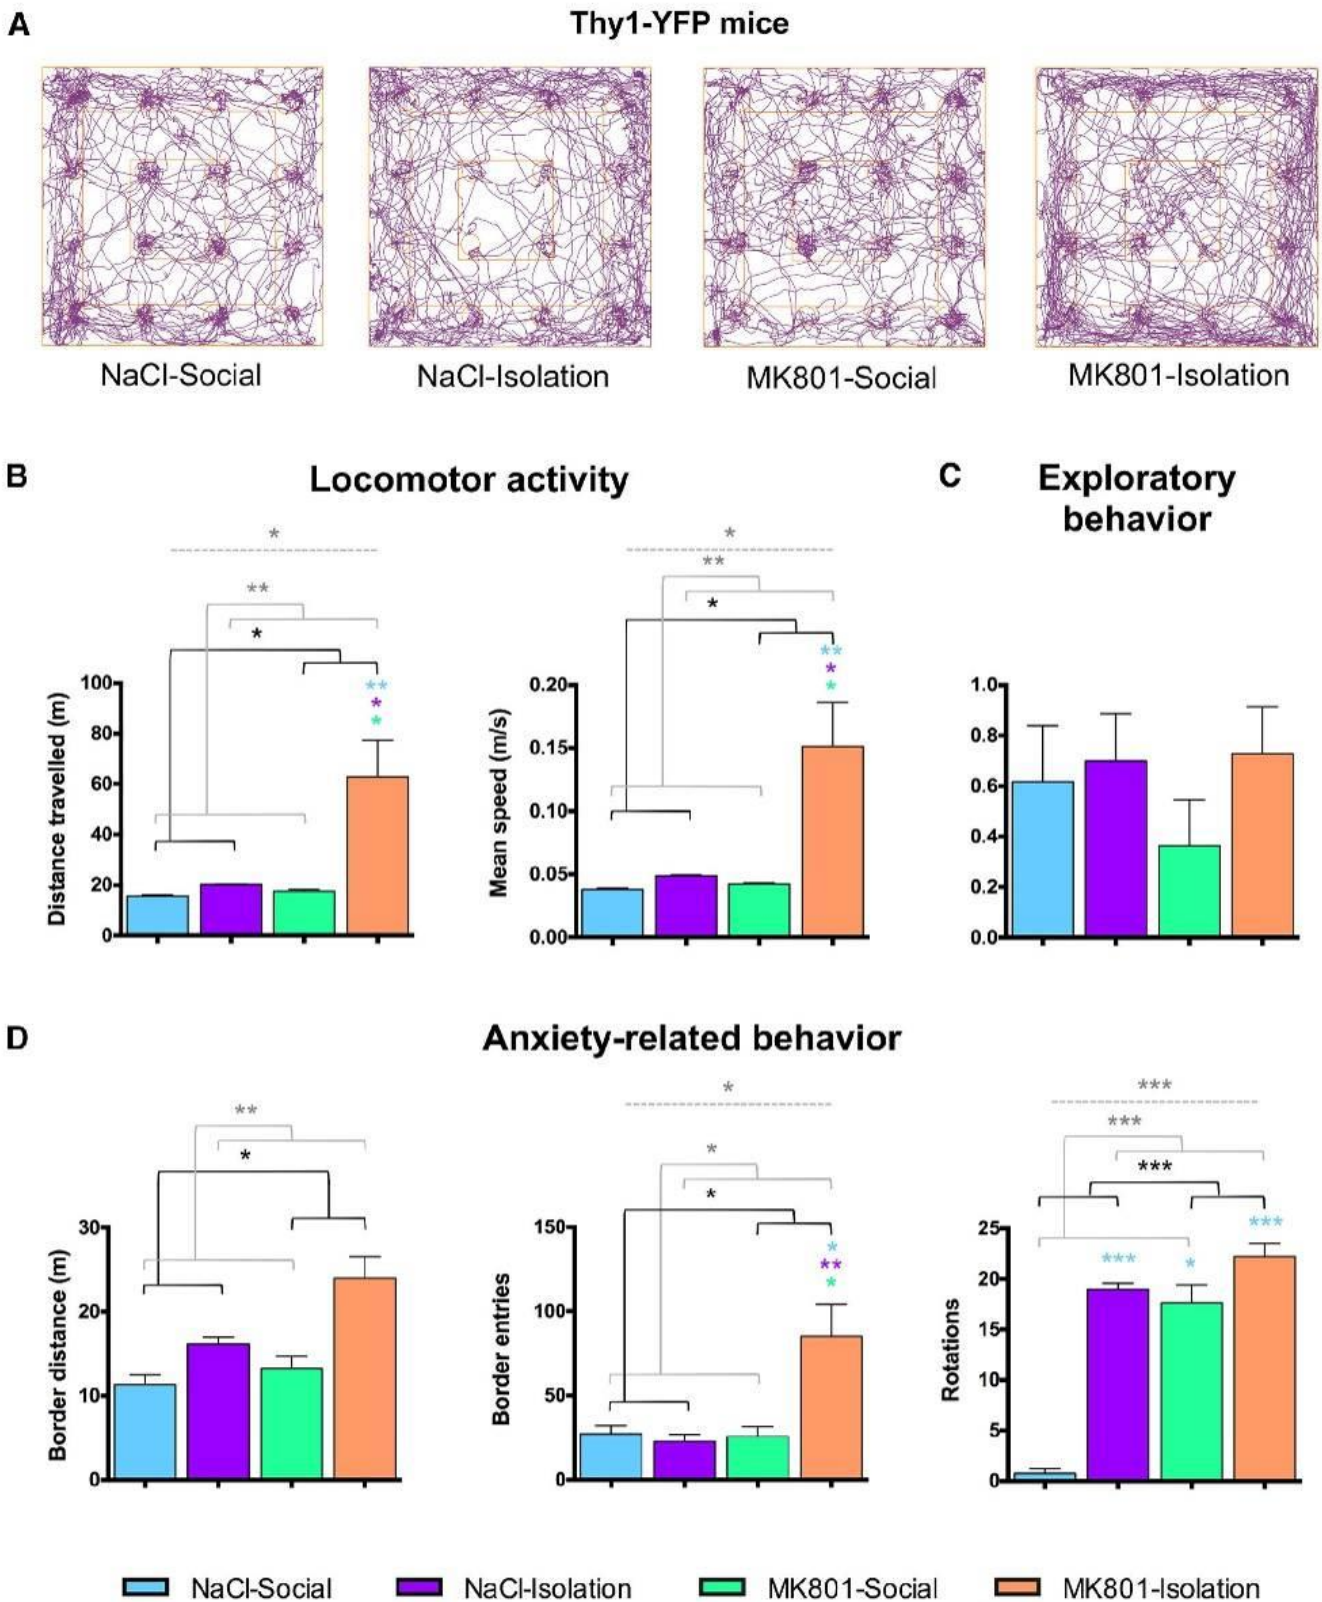 A
Thy1-YFP mice
NaCl-Social
NaCl-Isolation
MK801-Social
MK801-Isolation
B
Locomotor activity
*
**
*
**
*
*
100
80
60
40
20
0
Distance travelled (m)
*
**
*
**
*
*
0.20
0.15
0.10
0.05
0.00
Mean speed (m/s)
C
Exploratory
behavior
1.0
0.8
0.6
0.4
0.2
0.0
D
Anxiety-related behavior
**
*
30
20
10
0
Border distance (m)
*
*
*
*
**
*
150
100
50
0
Border entries
***
***
***
***
***
*
25
20
15
10
5
0
Rotations
NaCl-Social
NaCl-Isolation
MK801-Social
MK801-Isolation